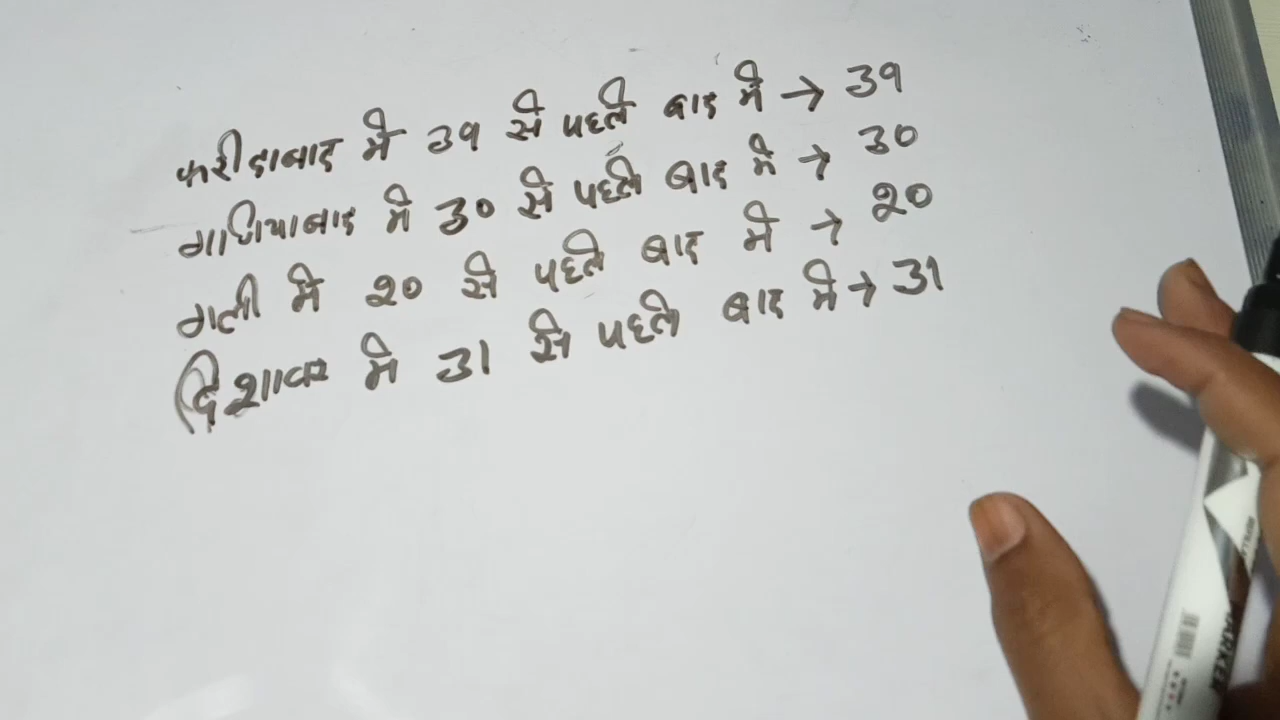 फरीदाबाद में 39 से पहले बाद में → 39
गाजियाबाद में 30 से पहले बाद में → 30
गली में 20 से पहले बाद में → 20
दिशावर में 31 से पहले बाद में → 31